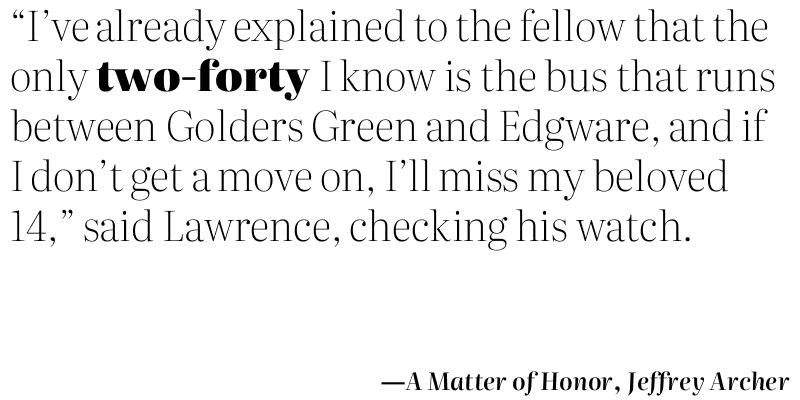 “I’ve already explained to the fellow that the
only two-forty I know is the bus that runs
between Golders Green and Edgware, and if
I don’t get a move on, I’ll miss my beloved
14,” said Lawrence, checking his watch.
—A Matter of Honor, Jeffrey Archer